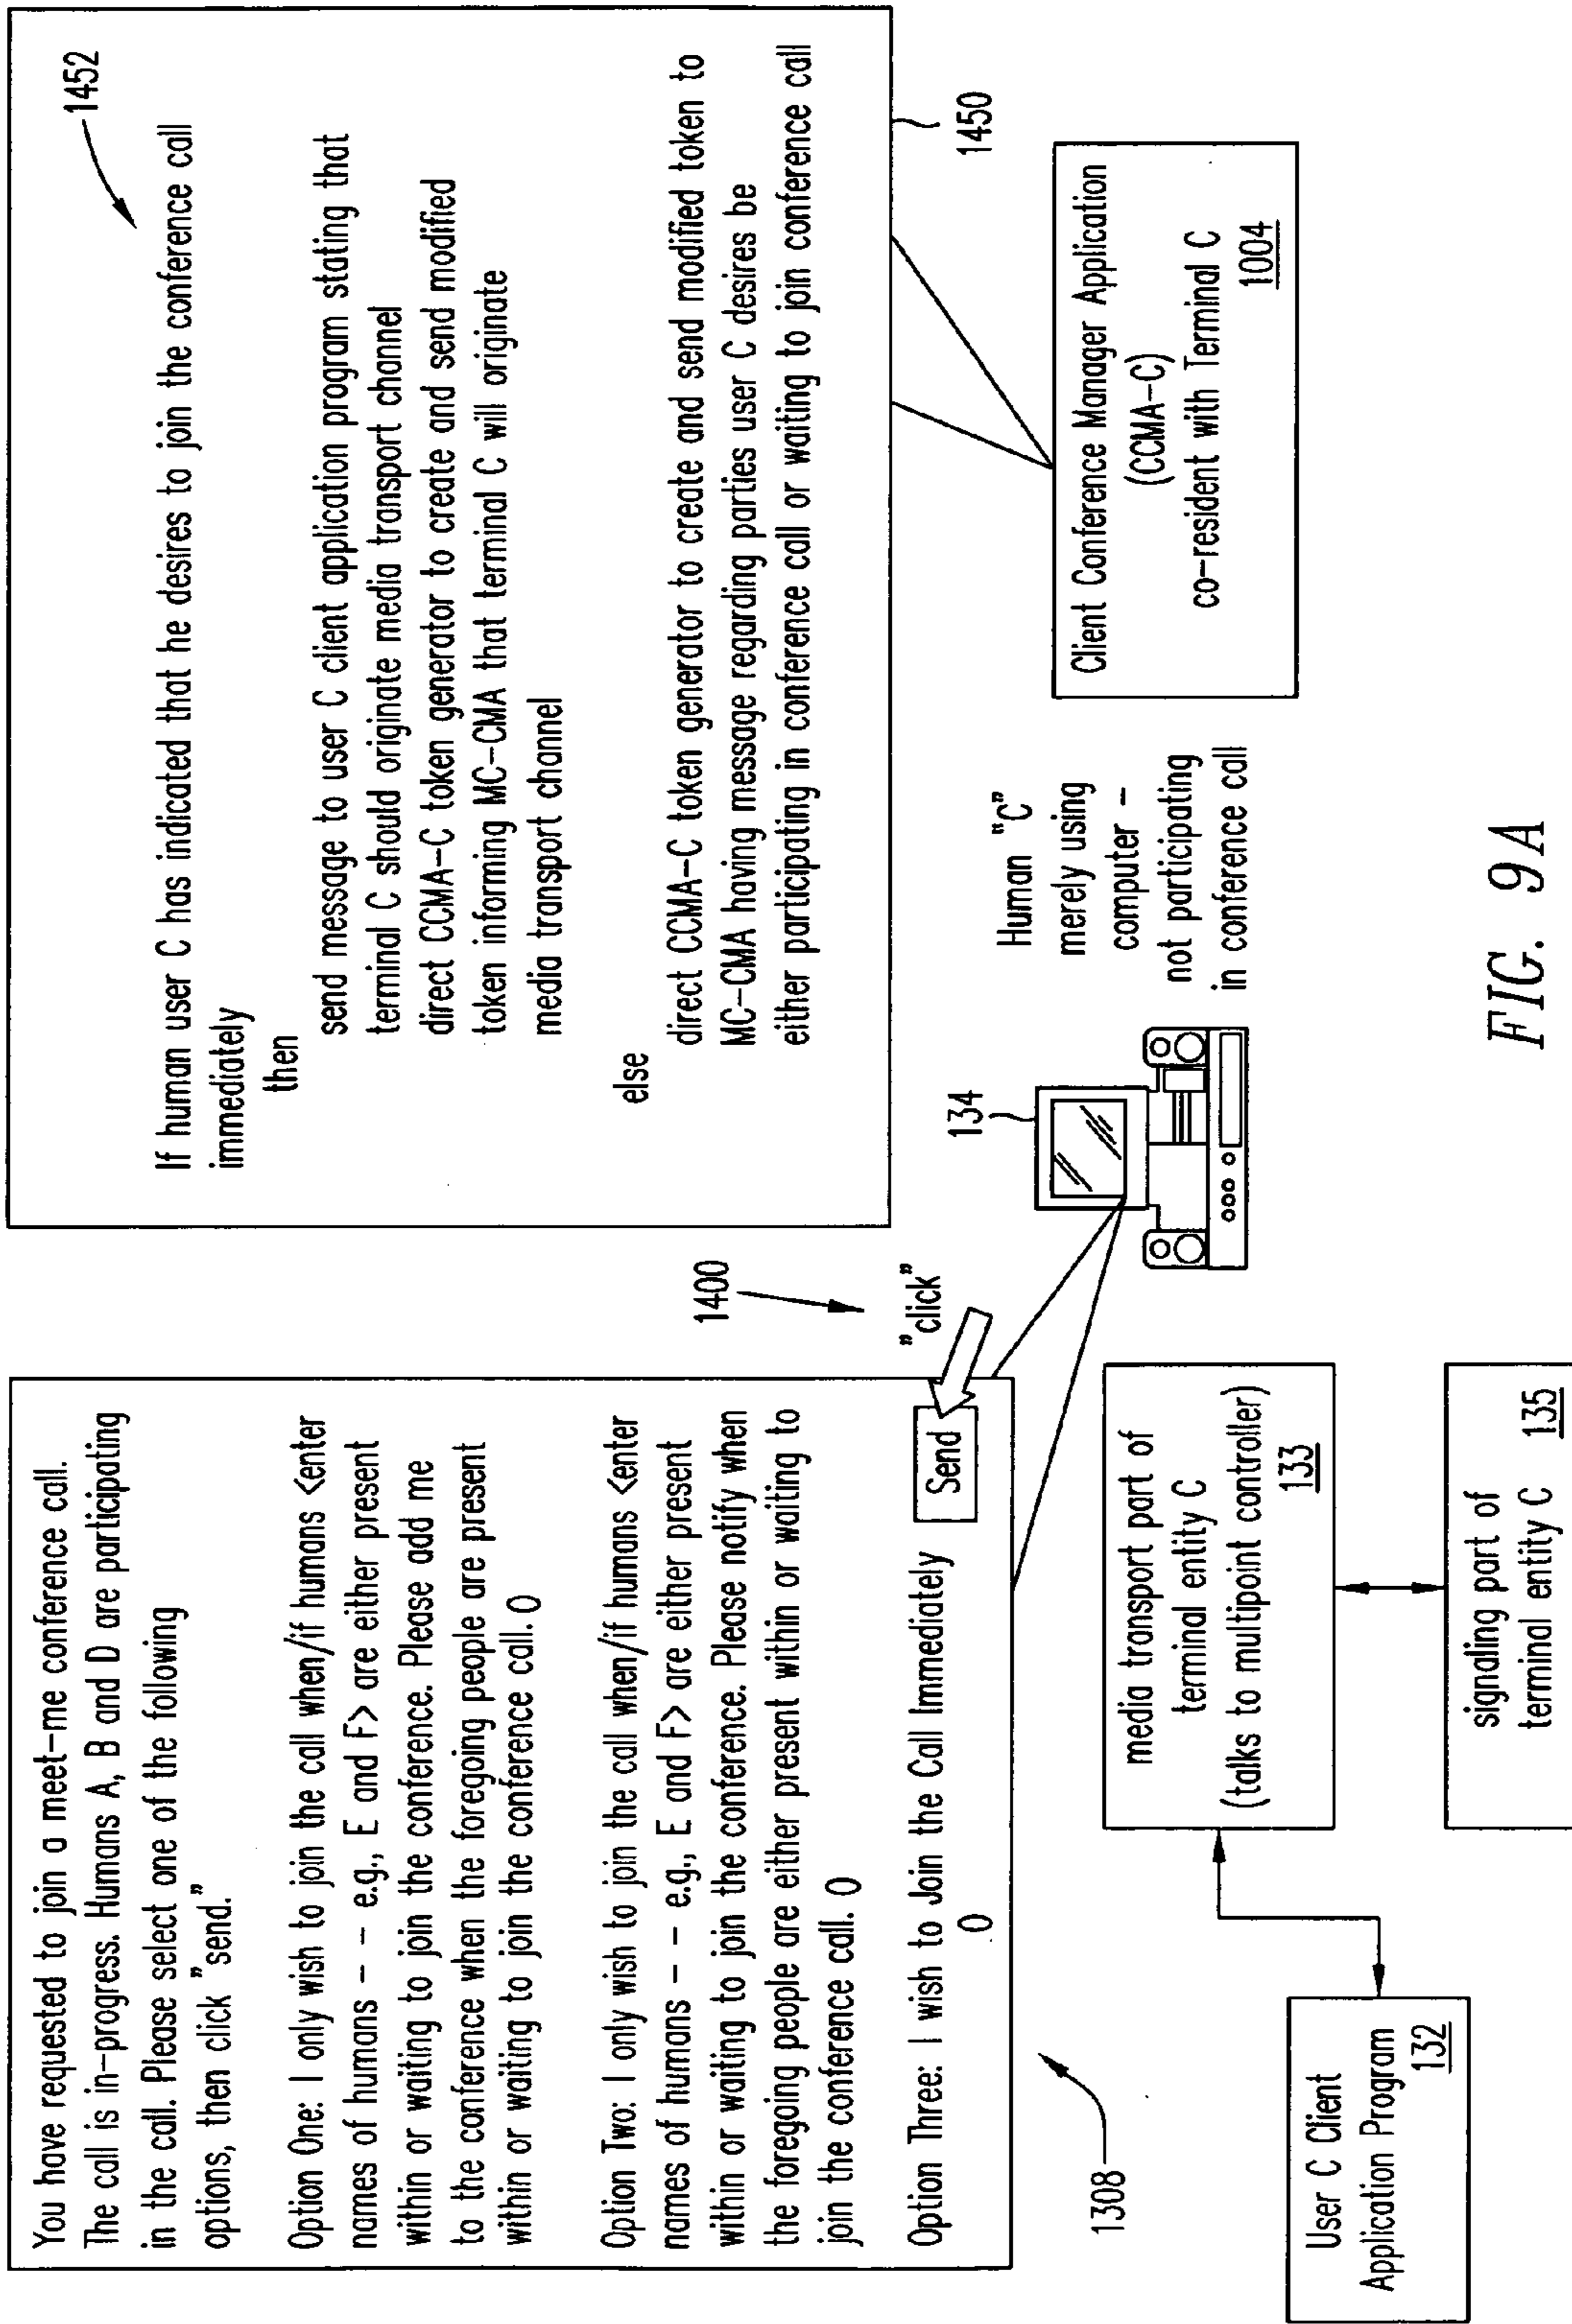 You have requested to join a meet-me conference call.
The call is in-progress. Humans A, B and D are participating
in the call. Please select one of the following
options, then click "send."
Option One: I only wish to join the call when/if humans <enter
names of humans - - e.g., E and F> are either present
within or waiting to join the conference. Please add me
to the conference when the foregoing people are present
within or waiting to join the conference call. O
Option Two: I only wish to join the call when/if humans <enter
names of humans - - e.g., E and F> are either present
within or waiting to join the conference. Please notify when
the foregoing people are either present within or waiting to
join the conference call. O
Option Three: I wish to Join the Call Immediately
O
Send
"click"
1400
1308
If human user C has indicated that he desires to join the conference call
immediately
then
send message to user C client application program stating that
terminal C should originate media transport channel
direct CCMA-C token generator to create and send modified
token informing MC-CMA that terminal C will originate
media transport channel
else
direct CCMA-C token generator to create and send modified token to
MC-CMA having message regarding parties user C desires be
either participating in conference call or waiting to join conference call
1452
1450
134
Human "C"
merely using
computer -
not participating
in conference call
Client Conference Manager Application
(CCMA-C)
co-resident with Terminal C
1004
User C Client
Application Program
132
media transport part of
terminal entity C
(talks to multipoint controller)
133
signaling part of
terminal entity C 135
FIG. 9A